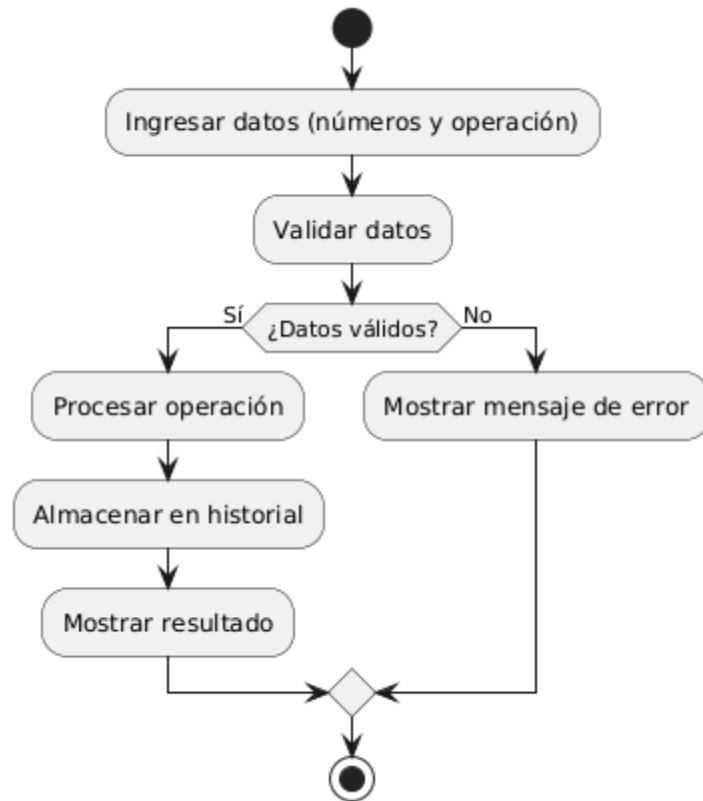 Ingresar datos (números y operación)
Validar datos
¿Datos válidos?
Sí
No
Procesar operación
Mostrar mensaje de error
Almacenar en historial
Mostrar resultado